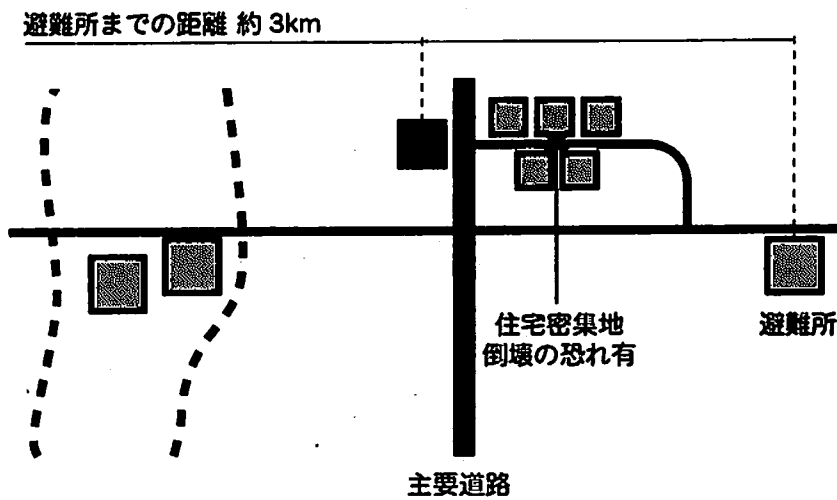 避難所までの距離 約3km
住宅密集地
倒壊の恐れ有
避難所
主要道路